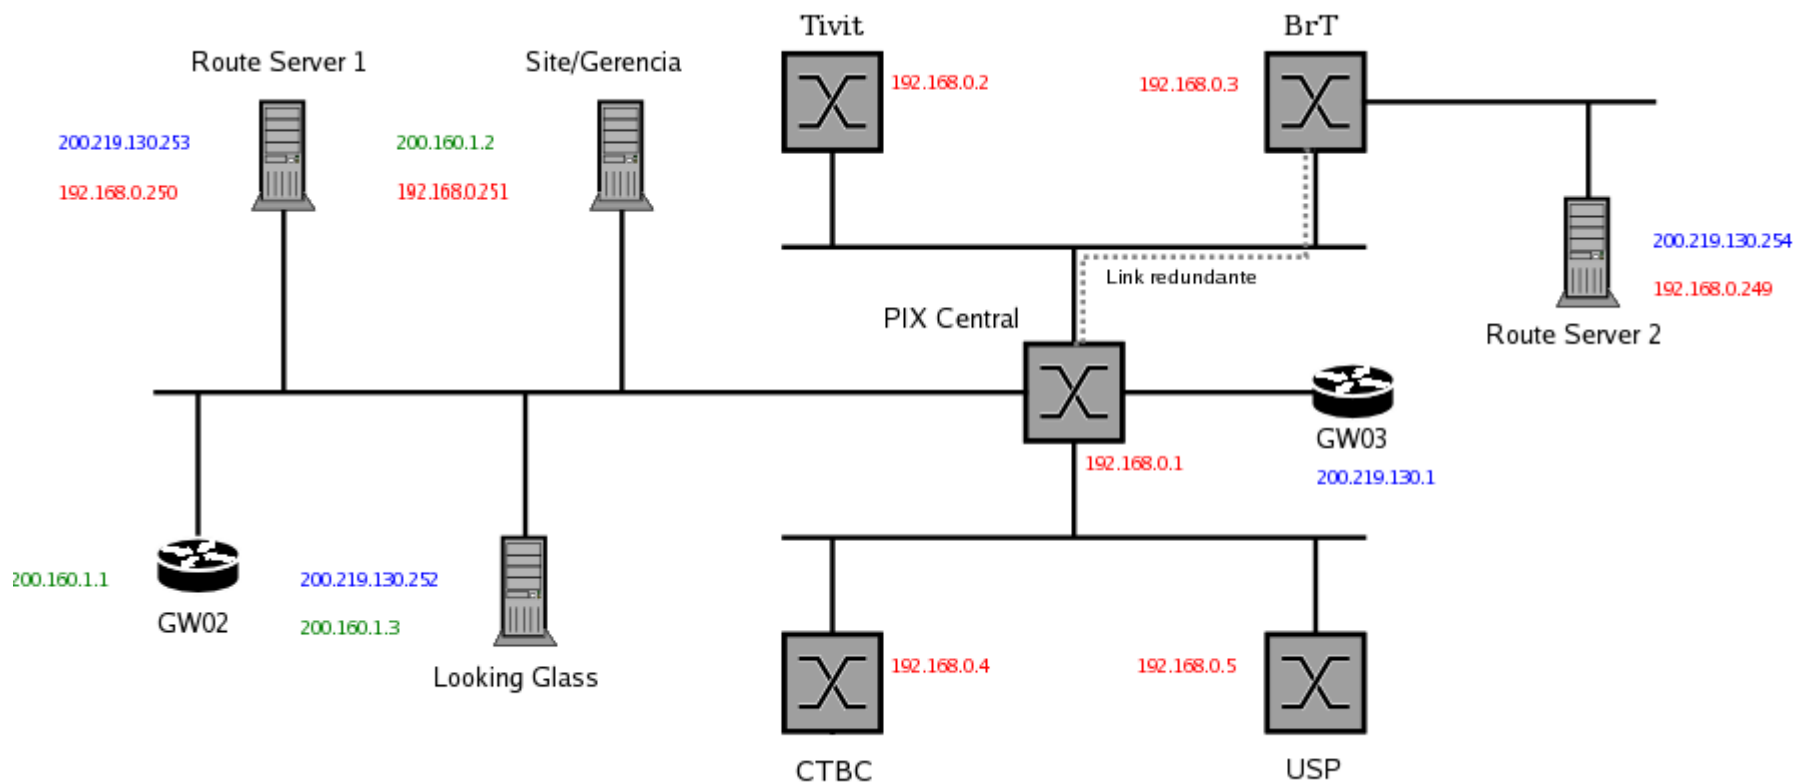 Tivit
BrT
Route Server 1
Site/Gerencia
192.168.0.2
192.168.0.3
200.219.130.253
200.160.1.2
192.168.0.250
192.168.0.251
200.219.130.254
Link redundante
192.168.0.249
PIX Central
Route Server 2
GW03
192.168.0.1
200.219.130.1
200.160.1.1
200.219.130.252
GW02
200.160.1.3
192.168.0.4
192.168.0.5
Looking Glass
CTBC
USP